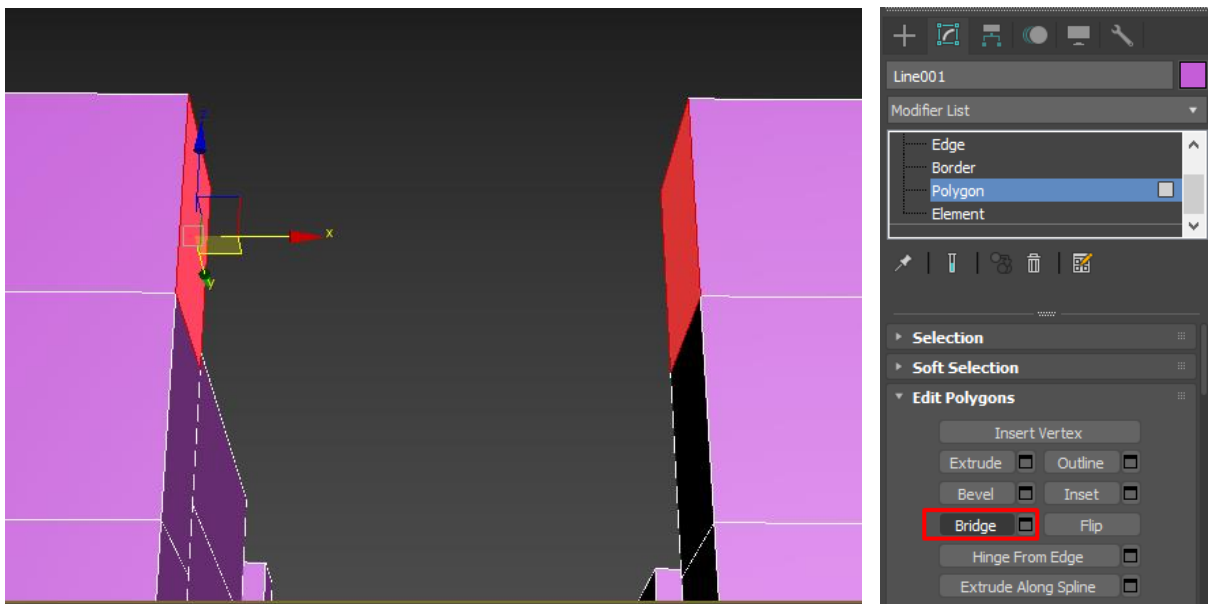 z
x
y
Line001
Modifier List
Edge
Border
Polygon
Element
Selection
Soft Selection
Edit Polygons
Insert Vertex
Extrude Outline
Bevel Inset
Bridge Flip
Hinge From Edge
Extrude Along Spline